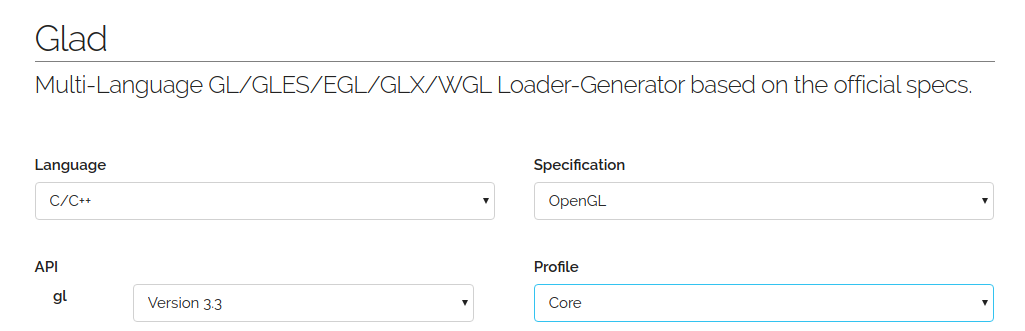 Glad
Multi-Language GL/GLES/EGL/GLX/WGL Loader-Generator based on the official specs.
Language Specification
C/C++ OpenGL
API Profile
gl Version 3.3 Core